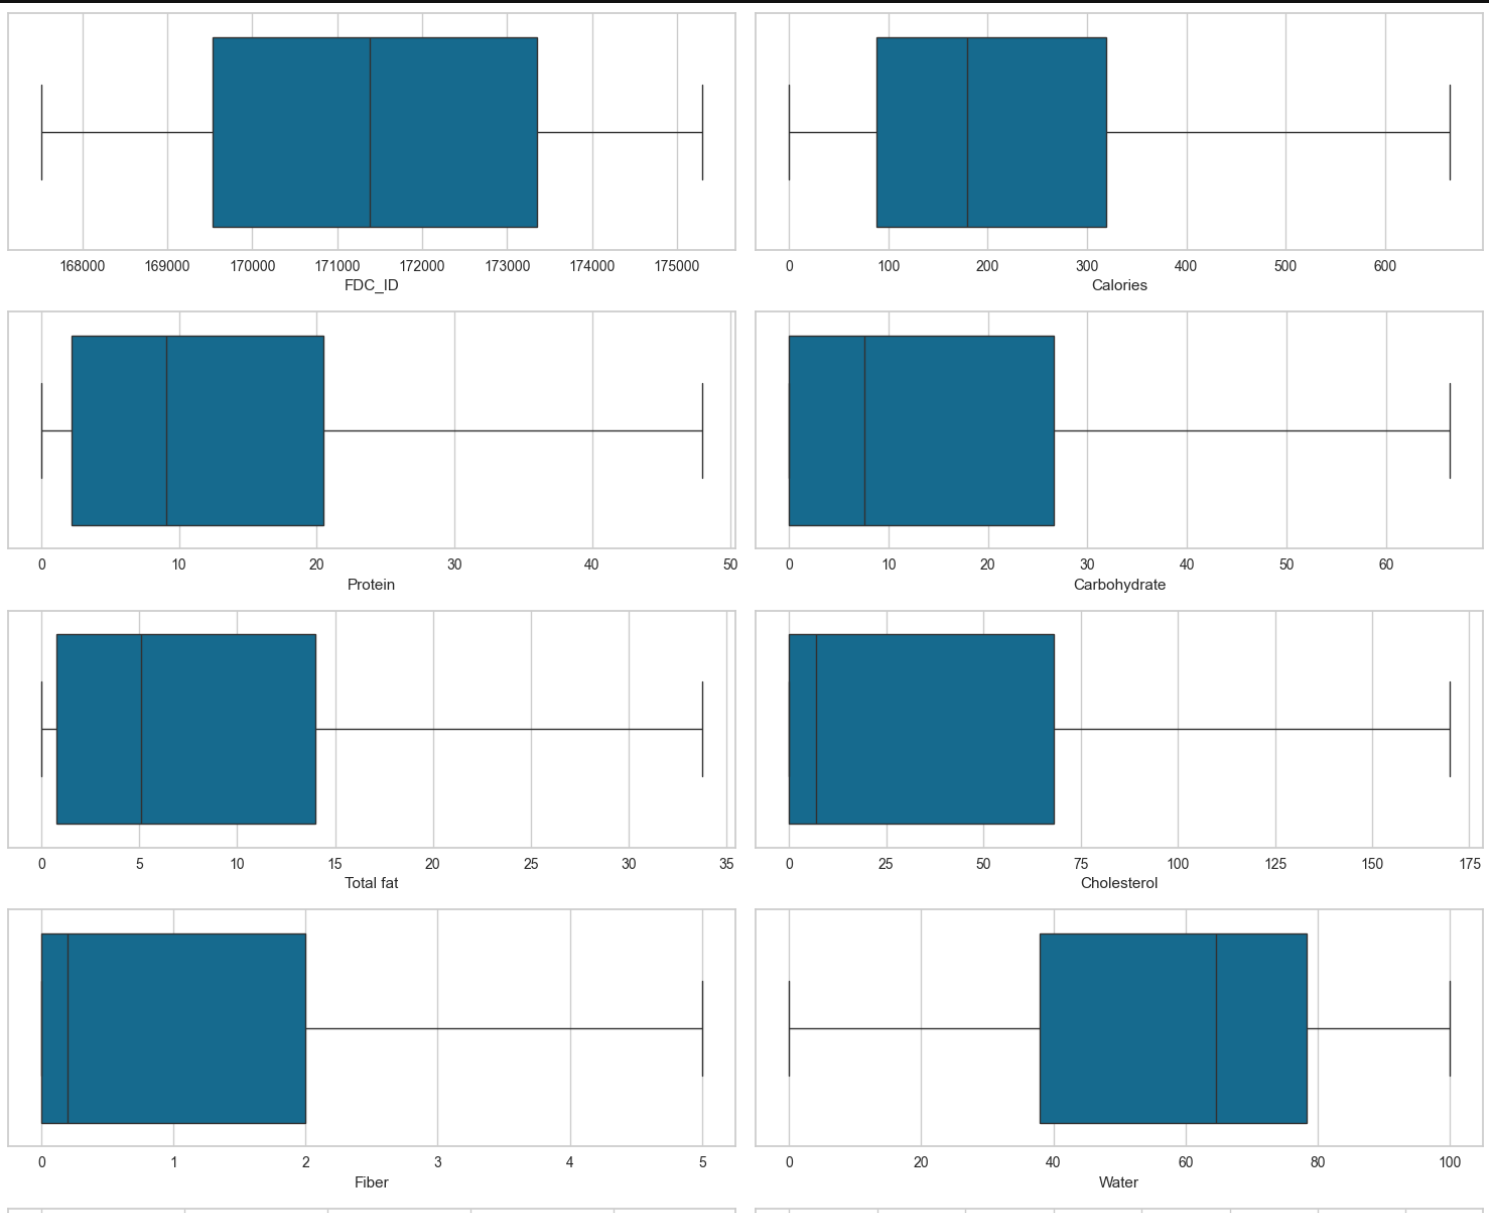 168000 169000 170000 171000 172000 173000 174000 175000
FDC_ID
0 100 200 300 400 500 600
Calories
0 10 20 30 40 50
Protein
0 10 20 30 40 50 60
Carbohydrate
0 5 10 15 20 25 30 35
Total fat
0 25 50 75 100 125 150 175
Cholesterol
0 1 2 3 4 5
Fiber
0 20 40 60 80 100
Water